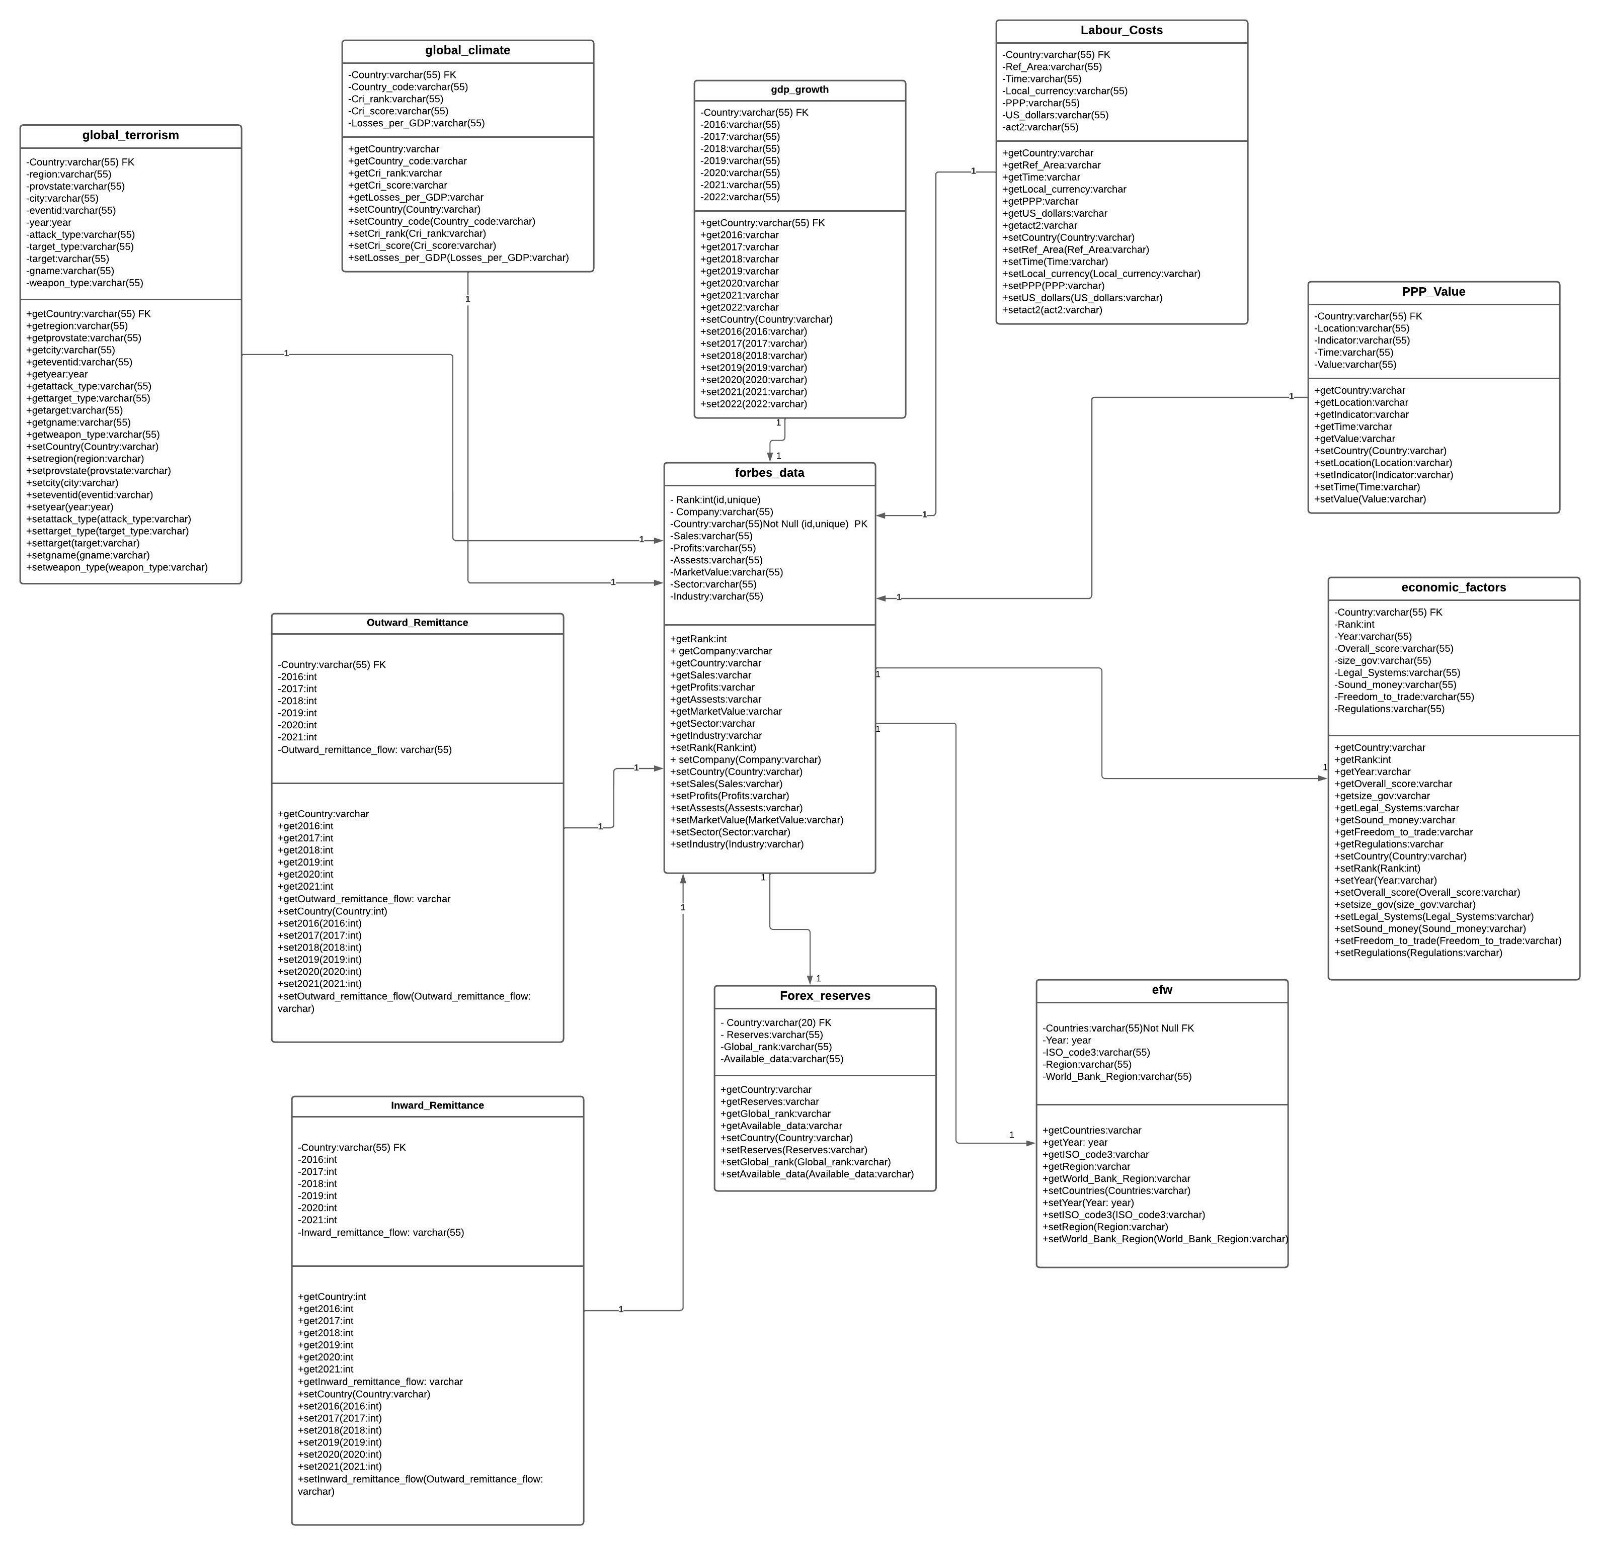 global_terrorism
-Country:varchar(55) FK
-region:varchar(55)
-provstate:varchar(55)
-city:varchar(55)
-eventid:varchar(55)
-year:year
-attack_type:varchar(55)
-target_type:varchar(55)
-target:varchar(55)
-gname:varchar(55)
-weapon_type:varchar(55)
+getCountry:varchar(55) FK
+getregion:varchar(55)
+getprovstate:varchar(55)
+getcity:varchar(55)
+geteventid:varchar(55)
+getyear:year
+getattack_type:varchar(55)
+gettarget_type:varchar(55)
+getarget:varchar(55)
+getgname:varchar(55)
+getweapon_type:varchar(55)
+setCountry(Country:varchar)
+setregion(region:varchar)
+setprovstate(provstate:varchar)
+setcity(city:varchar)
+seteventid(eventid:varchar)
+setyear(year:year)
+setattack_type(attack_type:varchar)
+settarget_type(target_type:varchar)
+settarget(target:varchar)
+setgname(gname:varchar)
+setweapon_type(weapon_type:varchar)
1
1
global_climate
-Country:varchar(55) FK
-Country_code:varchar(55)
-Cri_rank:varchar(55)
-Cri_score:varchar(55)
-Losses_per_GDP:varchar(55)
+getCountry:varchar
+getCountry_code:varchar
+getCri_rank:varchar
+getCri_score:varchar
+getLosses_per_GDP:varchar
+setCountry(Country:varchar)
+setCountry_code(Country_code:varchar)
+setCri_rank(Cri_rank:varchar)
+setCri_score(Cri_score:varchar)
+setLosses_per_GDP(Losses_per_GDP:varchar)
1
1
gdp_growth
-Country:varchar(55) FK
-2016:varchar(55)
-2017:varchar(55)
-2018:varchar(55)
-2019:varchar(55)
-2020:varchar(55)
-2021:varchar(55)
-2022:varchar(55)
+getCountry:varchar(55) FK
+get2016:varchar
+get2017:varchar
+get2018:varchar
+get2019:varchar
+get2020:varchar
+get2021:varchar
+get2022:varchar
+setCountry(Country:varchar)
+set2016(2016:varchar)
+set2017(2017:varchar)
+set2018(2018:varchar)
+set2019(2019:varchar)
+set2020(2020:varchar)
+set2021(2021:varchar)
+set2022(2022:varchar)
1
1
Labour_Costs
-Country:varchar(55) FK
-Ref_Area:varchar(55)
-Time:varchar(55)
-Local_currency:varchar(55)
-PPP:varchar(55)
-US_dollars:varchar(55)
-act2:varchar(55)
+getCountry:varchar
+getRef_Area:varchar
+getTime:varchar
+getLocal_currency:varchar
+getPPP:varchar
+getUS_dollars:varchar
+getact2:varchar
+setCountry(Country:varchar)
+setRef_Area(Ref_Area:varchar)
+setTime(Time:varchar)
+setLocal_currency(Local_currency:varchar)
+setPPP(PPP:varchar)
+setUS_dollars(US_dollars:varchar)
+setact2(act2:varchar)
1
1
PPP_Value
-Country:varchar(55) FK
-Location:varchar(55)
-Indicator:varchar(55)
-Time:varchar(55)
-Value:varchar(55)
+getCountry:varchar
+getLocation:varchar
+getIndicator:varchar
+getTime:varchar
+getValue:varchar
+setCountry(Country:varchar)
+setLocation(Location:varchar)
+setIndicator(Indicator:varchar)
+setTime(Time:varchar)
+setValue(Value:varchar)
1
1
forbes_data
- Rank:int(id,unique)
- Company:varchar(55)
-Country:varchar(55)Not Null (id,unique)  PK
-Sales:varchar(55)
-Profits:varchar(55)
-Assests:varchar(55)
-MarketValue:varchar(55)
-Sector:varchar(55)
-Industry:varchar(55)
+getRank:int
+ getCompany:varchar
+getCountry:varchar
+getSales:varchar
+getProfits:varchar
+getAssests:varchar
+getMarketValue:varchar
+getSector:varchar
+getIndustry:varchar
+setRank(Rank:int)
+ setCompany(Company:varchar)
+setCountry(Country:varchar)
+setSales(Sales:varchar)
+setProfits(Profits:varchar)
+setAssests(Assests:varchar)
+setMarketValue(MarketValue:varchar)
+setSector(Sector:varchar)
+setIndustry(Industry:varchar)
1
1
economic_factors
-Country:varchar(55) FK
-Rank:int
-Year:varchar(55)
-Overall_score:varchar(55)
-size_gov:varchar(55)
-Legal_Systems:varchar(55)
-Sound_money:varchar(55)
-Freedom_to_trade:varchar(55)
-Regulations:varchar(55)
+getCountry:varchar
+getRank:int
+getYear:varchar
+getOverall_score:varchar
+getsize_gov:varchar
+getLegal_Systems:varchar
+getSound_money:varchar
+getFreedom_to_trade:varchar
+getRegulations:varchar
+setCountry(Country:varchar)
+setRank(Rank:int)
+setYear(Year:varchar)
+setOverall_score(Overall_score:varchar)
+setsize_gov(size_gov:varchar)
+setLegal_Systems(Legal_Systems:varchar)
+setSound_money(Sound_money:varchar)
+setFreedom_to_trade(Freedom_to_trade:varchar)
+setRegulations(Regulations:varchar)
Outward_Remittance
-Country:varchar(55) FK
-2016:int
-2017:int
-2018:int
-2019:int
-2020:int
-2021:int
-Outward_remittance_flow: varchar(55)
+getCountry:varchar
+get2016:int
+get2017:int
+get2018:int
+get2019:int
+get2020:int
+get2021:int
+getOutward_remittance_flow: varchar
+setCountry(Country:int)
+set2016(2016:int)
+set2017(2017:int)
+set2018(2018:int)
+set2019(2019:int)
+set2020(2020:int)
+set2021(2021:int)
+setOutward_remittance_flow(Outward_remittance_flow:
varchar)
1
1
Inward_Remittance
-Country:varchar(55) FK
-2016:int
-2017:int
-2018:int
-2019:int
-2020:int
-2021:int
-Inward_remittance_flow: varchar(55)
+getCountry:int
+get2016:int
+get2017:int
+get2018:int
+get2019:int
+get2020:int
+get2021:int
+getInward_remittance_flow: varchar
+setCountry(Country:varchar)
+set2016(2016:int)
+set2017(2017:int)
+set2018(2018:int)
+set2019(2019:int)
+set2020(2020:int)
+set2021(2021:int)
+setInward_remittance_flow(Outward_remittance_flow:
varchar)
1
1
1
1
Forex_reserves
- Country:varchar(20) FK
- Reserves:varchar(55)
-Global_rank:varchar(55)
-Available_data:varchar(55)
+getCountry:varchar
+getReserves:varchar
+getGlobal_rank:varchar
+getAvailable_data:varchar
+setCountry(Country:varchar)
+setReserves(Reserves:varchar)
+setGlobal_rank(Global_rank:varchar)
+setAvailable_data(Available_data:varchar)
1
1
efw
-Countries:varchar(55)Not Null FK
-Year: year
-ISO_code3:varchar(55)
-Region:varchar(55)
-World_Bank_Region:varchar(55)
+getCountries:varchar
+getYear: year
+getISO_code3:varchar
+getRegion:varchar
+getWorld_Bank_Region:varchar
+setCountries(Countries:varchar)
+setYear(Year: year)
+setISO_code3(ISO_code3:varchar)
+setRegion(Region:varchar)
+setWorld_Bank_Region(World_Bank_Region:varchar)